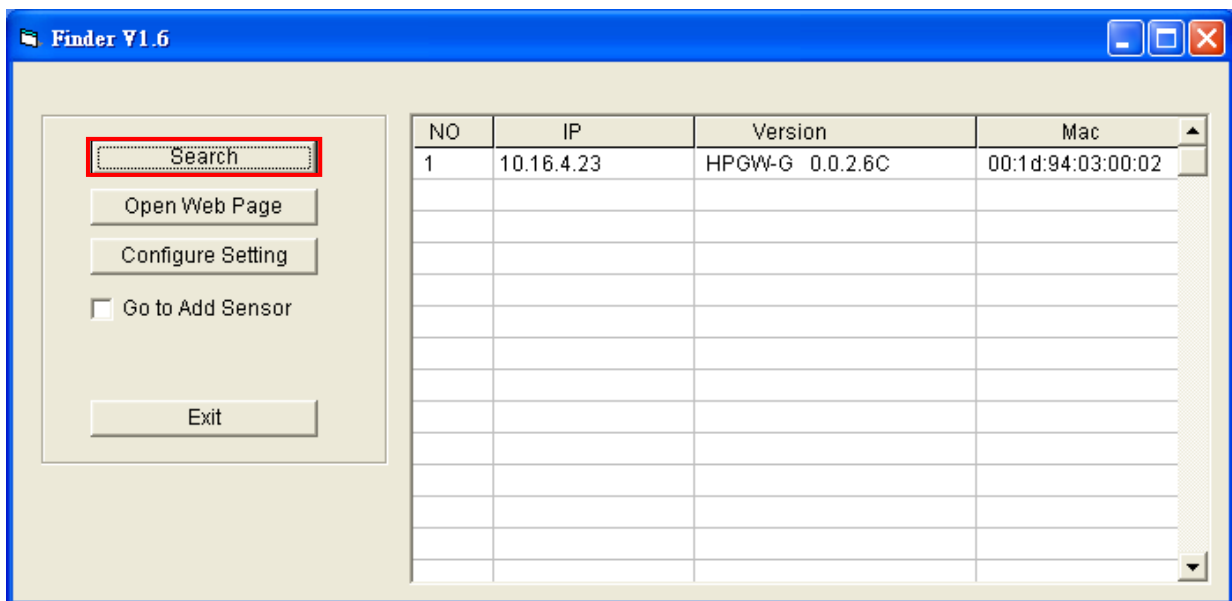 Finder V1.6
Search
Open Web Page
Configure Setting
Go to Add Sensor
Exit
NO IP Version Mac
1 10.16.4.23 HPGW-G 0.0.2.6C 00:1d:94:03:00:02